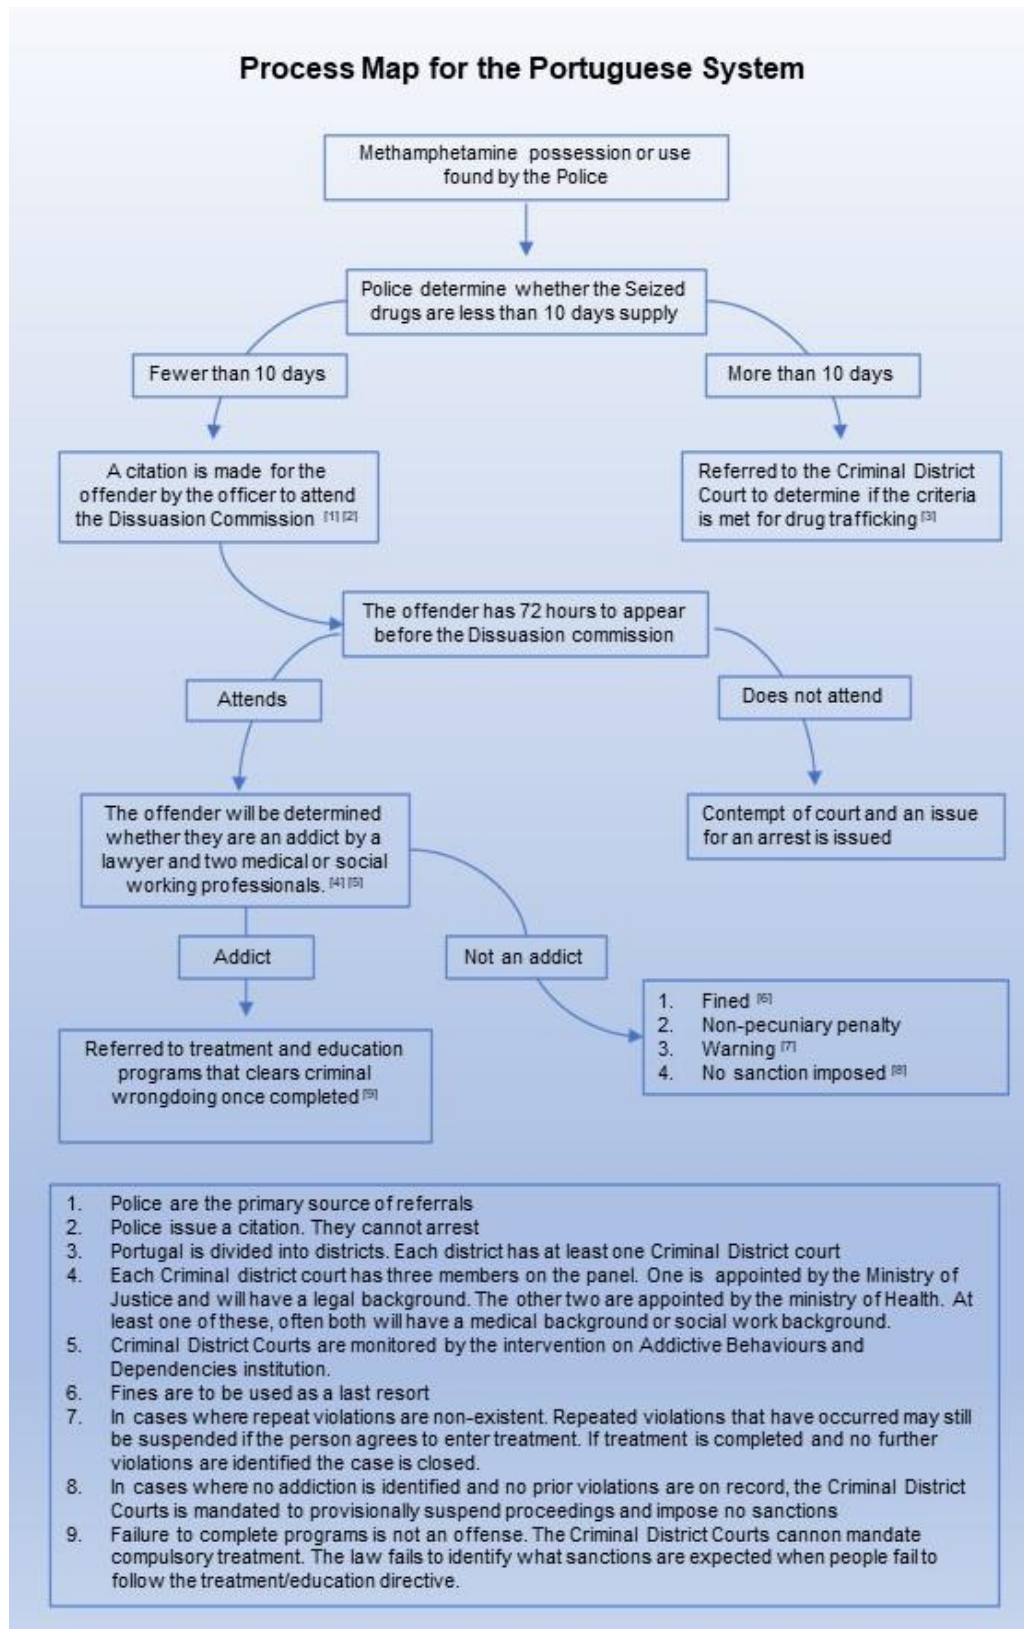 Process Map for the Portuguese System
Methamphetamine possession or use
found by the Police
Police determine whether the Seized
drugs are less than 10 days supply
Fewer than 10 days
More than 10 days
A citation is made for the
offender by the officer to attend
the Dissuasion Commission [1] [2]
Referred to the Criminal District
Court to determine if the criteria
is met for drug trafficking [3]
The offender has 72 hours to appear
before the Dissuasion commission
Attends
Does not attend
The offender will be determined
whether they are an addict by a
lawyer and two medical or social
working professionals. [4] [5]
Contempt of court and an issue
for an arrest is issued
Addict
Not an addict
1. Fined [6]
2. Non-pecuniary penalty
3. Warning [7]
4. No sanction imposed [8]
Referred to treatment and education
programs that clears criminal
wrongdoing once completed [9]
1. Police are the primary source of referrals
2. Police issue a citation. They cannot arrest
3. Portugal is divided into districts. Each district has at least one Criminal District court
4. Each Criminal district court has three members on the panel. One is appointed by the Ministry of
Justice and will have a legal background. The other two are appointed by the ministry of Health. At
least one of these, often both will have a medical background or social work background.
5. Criminal District Courts are monitored by the intervention on Addictive Behaviours and
Dependencies institution.
6. Fines are to be used as a last resort
7. In cases where repeat violations are non-existent. Repeated violations that have occurred may still
be suspended if the person agrees to enter treatment. If treatment is completed and no further
violations are identified the case is closed.
8. In cases where no addiction is identified and no prior violations are on record, the Criminal District
Courts is mandated to provisionally suspend proceedings and impose no sanctions
9. Failure to complete programs is not an offense. The Criminal District Courts cannon mandate
compulsory treatment. The law fails to identify what sanctions are expected when people fail to
follow the treatment/education directive.